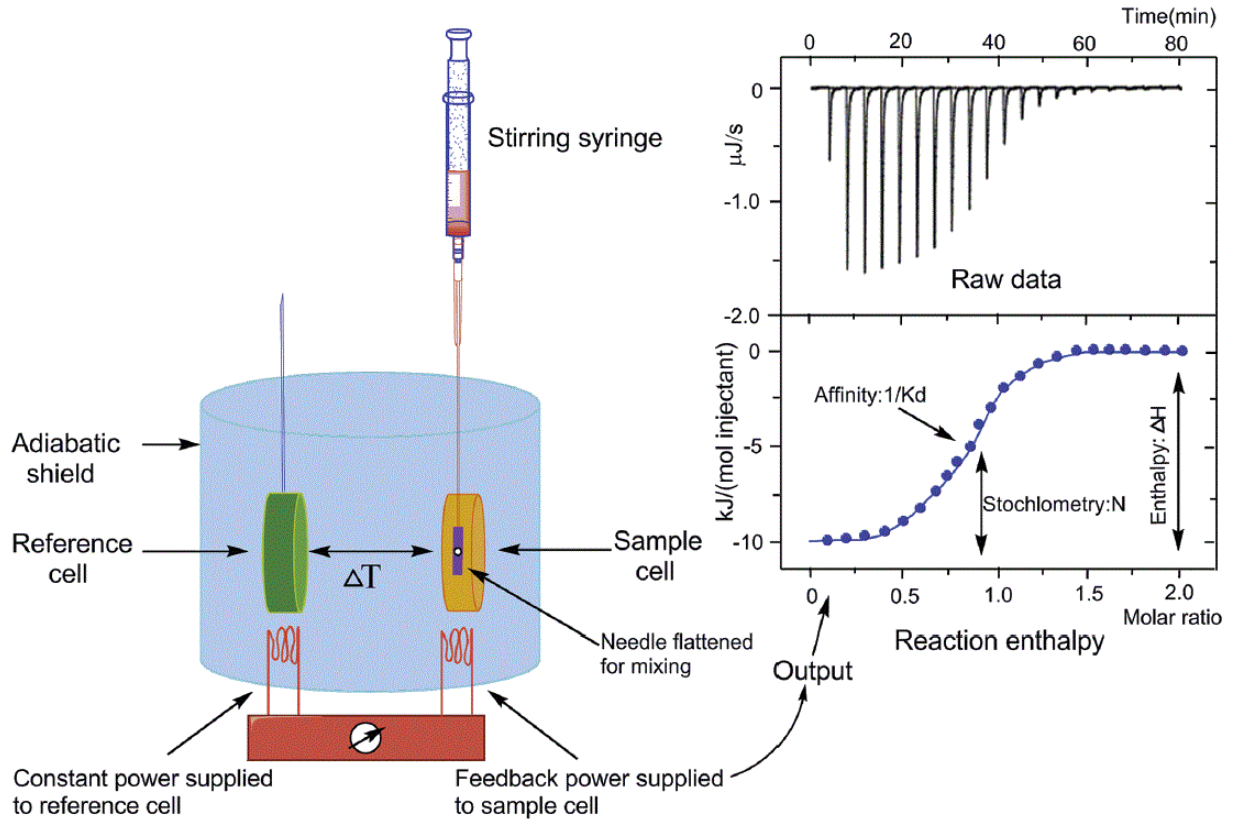 Stirring syringe
Adiabatic
shield
Reference
cell
ΔT
Sample
cell
Needle flattened
for mixing
Constant power supplied
to reference cell
Feedback power supplied
to sample cell
Output
Time(min)
0 20 40 60 80
0
-1.0
-2.0
μJ/s
Raw data
0
-5
-10
kJ/(mol injectant)
Affinity:1/Kd
Stochlometry:N
Enthalpy: ΔH
0 0.5 1.0 1.5 2.0
Molar ratio
Reaction enthalpy